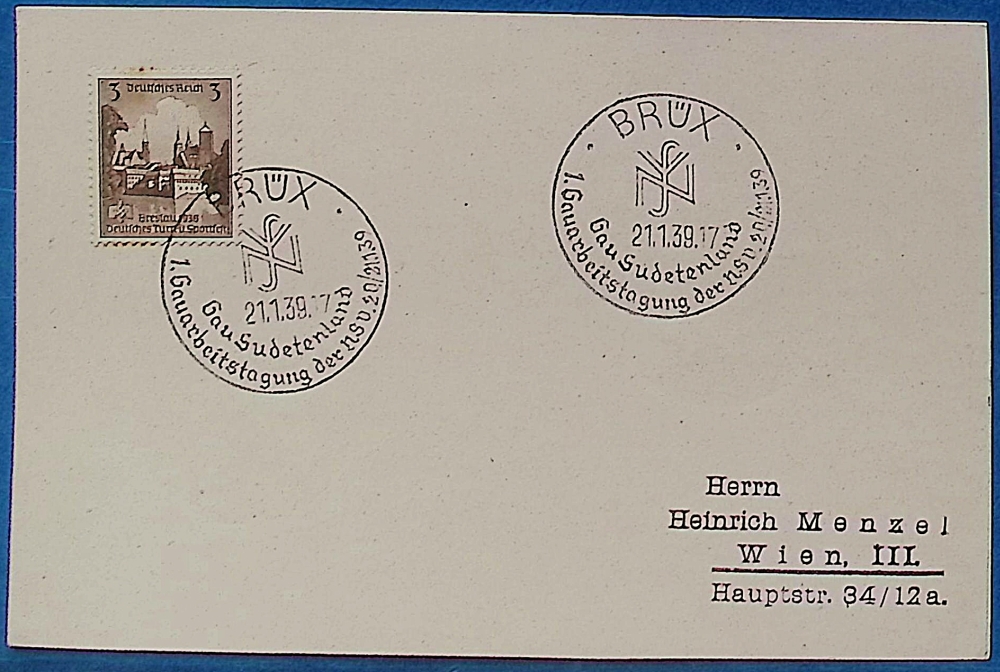 3 Deutsches Reich 3
Breslau 1938
Deutsches Turn u. Sportfest
BRÜX
21.1.39.17
Gau Sudetenland
1. Gauarbeitstagung der NSV. 20/21.1.39
BRÜX
21.1.39.17
Gau Sudetenland
1. Gauarbeitstagung der NSV. 20/21.1.39
Herrn
Heinrich Menzel
Wien, III.
Hauptstr. 34/12a.